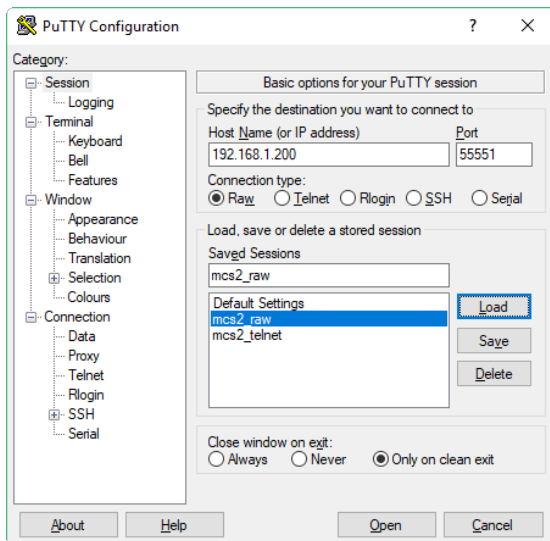 PuTTY Configuration
?
Category:
Session
Logging
Terminal
Keyboard
Bell
Features
Window
Appearance
Behaviour
Translation
Selection
Colours
Connection
Data
Proxy
Telnet
Rlogin
SSH
Serial
Basic options for your PuTTY session
Specify the destination you want to connect to
Host Name (or IP address) Port
192.168.1.200 55551
Connection type:
Raw Telnet Rlogin SSH Serial
Load, save or delete a stored session
Saved Sessions
mcs2_raw
Default Settings
mcs2_raw
mcs2_telnet
Load
Save
Delete
Close window on exit:
Always Never Only on clean exit
About Help Open Cancel